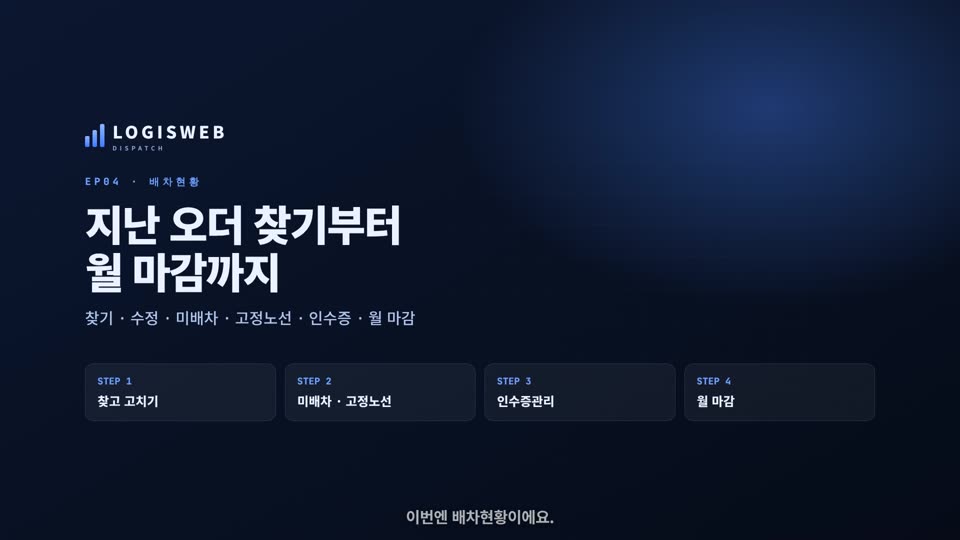 LOGISWEB
DISPATCH
EP04 · 배차현황
지난 오더 찾기부터
월 마감까지
찾기 · 수정 · 미배차 · 고정노선 · 인수증 · 월 마감
STEP 1
찾고 고치기
STEP 2
미배차 · 고정노선
STEP 3
인수증관리
STEP 4
월 마감
이번엔 배차현황이에요.